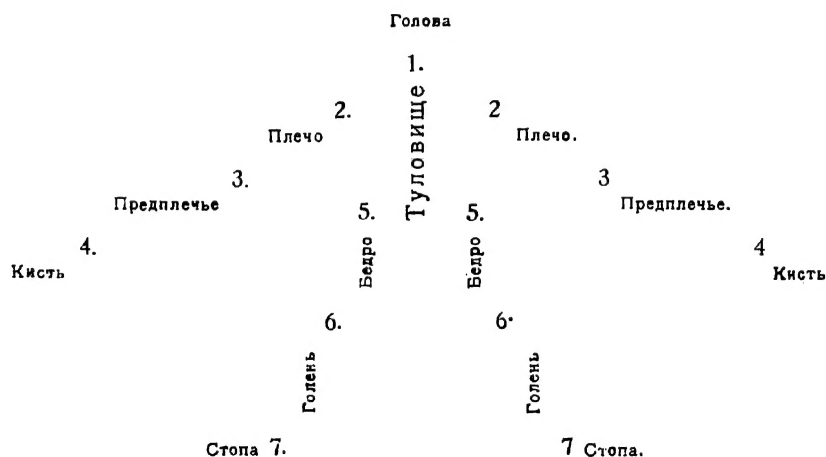 Голова
1.
Туловище
2. 2
Плечо Плечо.
3. 3
Предплечье Предплечье.
5. 5.
4. 4
Бедро Бедро
Кисть Кисть
6. 6.
Голень Голень
Стопа 7. 7 Стопа.